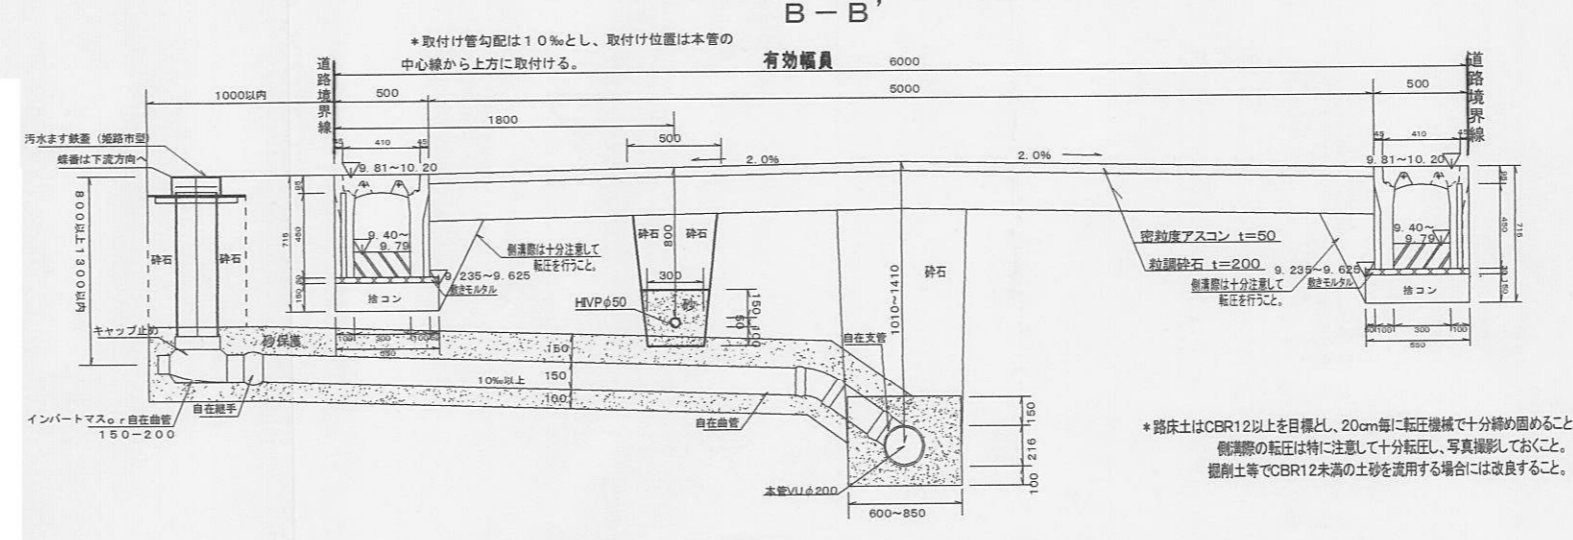 B－B’
＊取付け管勾配は１０‰とし、取付け位置は本管の
中心線から上方に取付ける。
有効幅員
6000
道路境界線
道路境界線
1000以内
500
5000
500
1800
500
汚水ます鉄蓋（姫路市型）
蝶番は下流方向へ
45
410
45
9.81～10.20
2.0%
2.0%
45
410
9.81～10.20
800以上1300以内
砕石
砕石
715
9.40～
9.79
側溝際は十分注意して
転圧を行うこと。
9.235～9.625
敷きモルタル
捨コン
砕石
砕石
800
300
HIVPφ50
砂
150
50
100
砕石
1010～1410
密粒度アスコン t=50
粒調砕石 t=200
側溝際は十分注意して
転圧を行うこと。
9.235～9.625
敷きモルタル
9.40～
9.79
捨コン
715
キャップ止め
砂保護
100
300
100
150
150
100
10‰以上
自在支管
100
300
100
インバートマスｏｒ自在曲管
150－200
自在継手
自在曲管
本管VUφ200
150
216
100
600～850
＊路床土はCBR12以上を目標とし、20cm毎に転圧機械で十分締め固めること
側溝際の転圧は特に注意して十分転圧し、写真撮影しておくこと。
掘削土等でCBR12未満の土砂を流用する場合には改良すること。